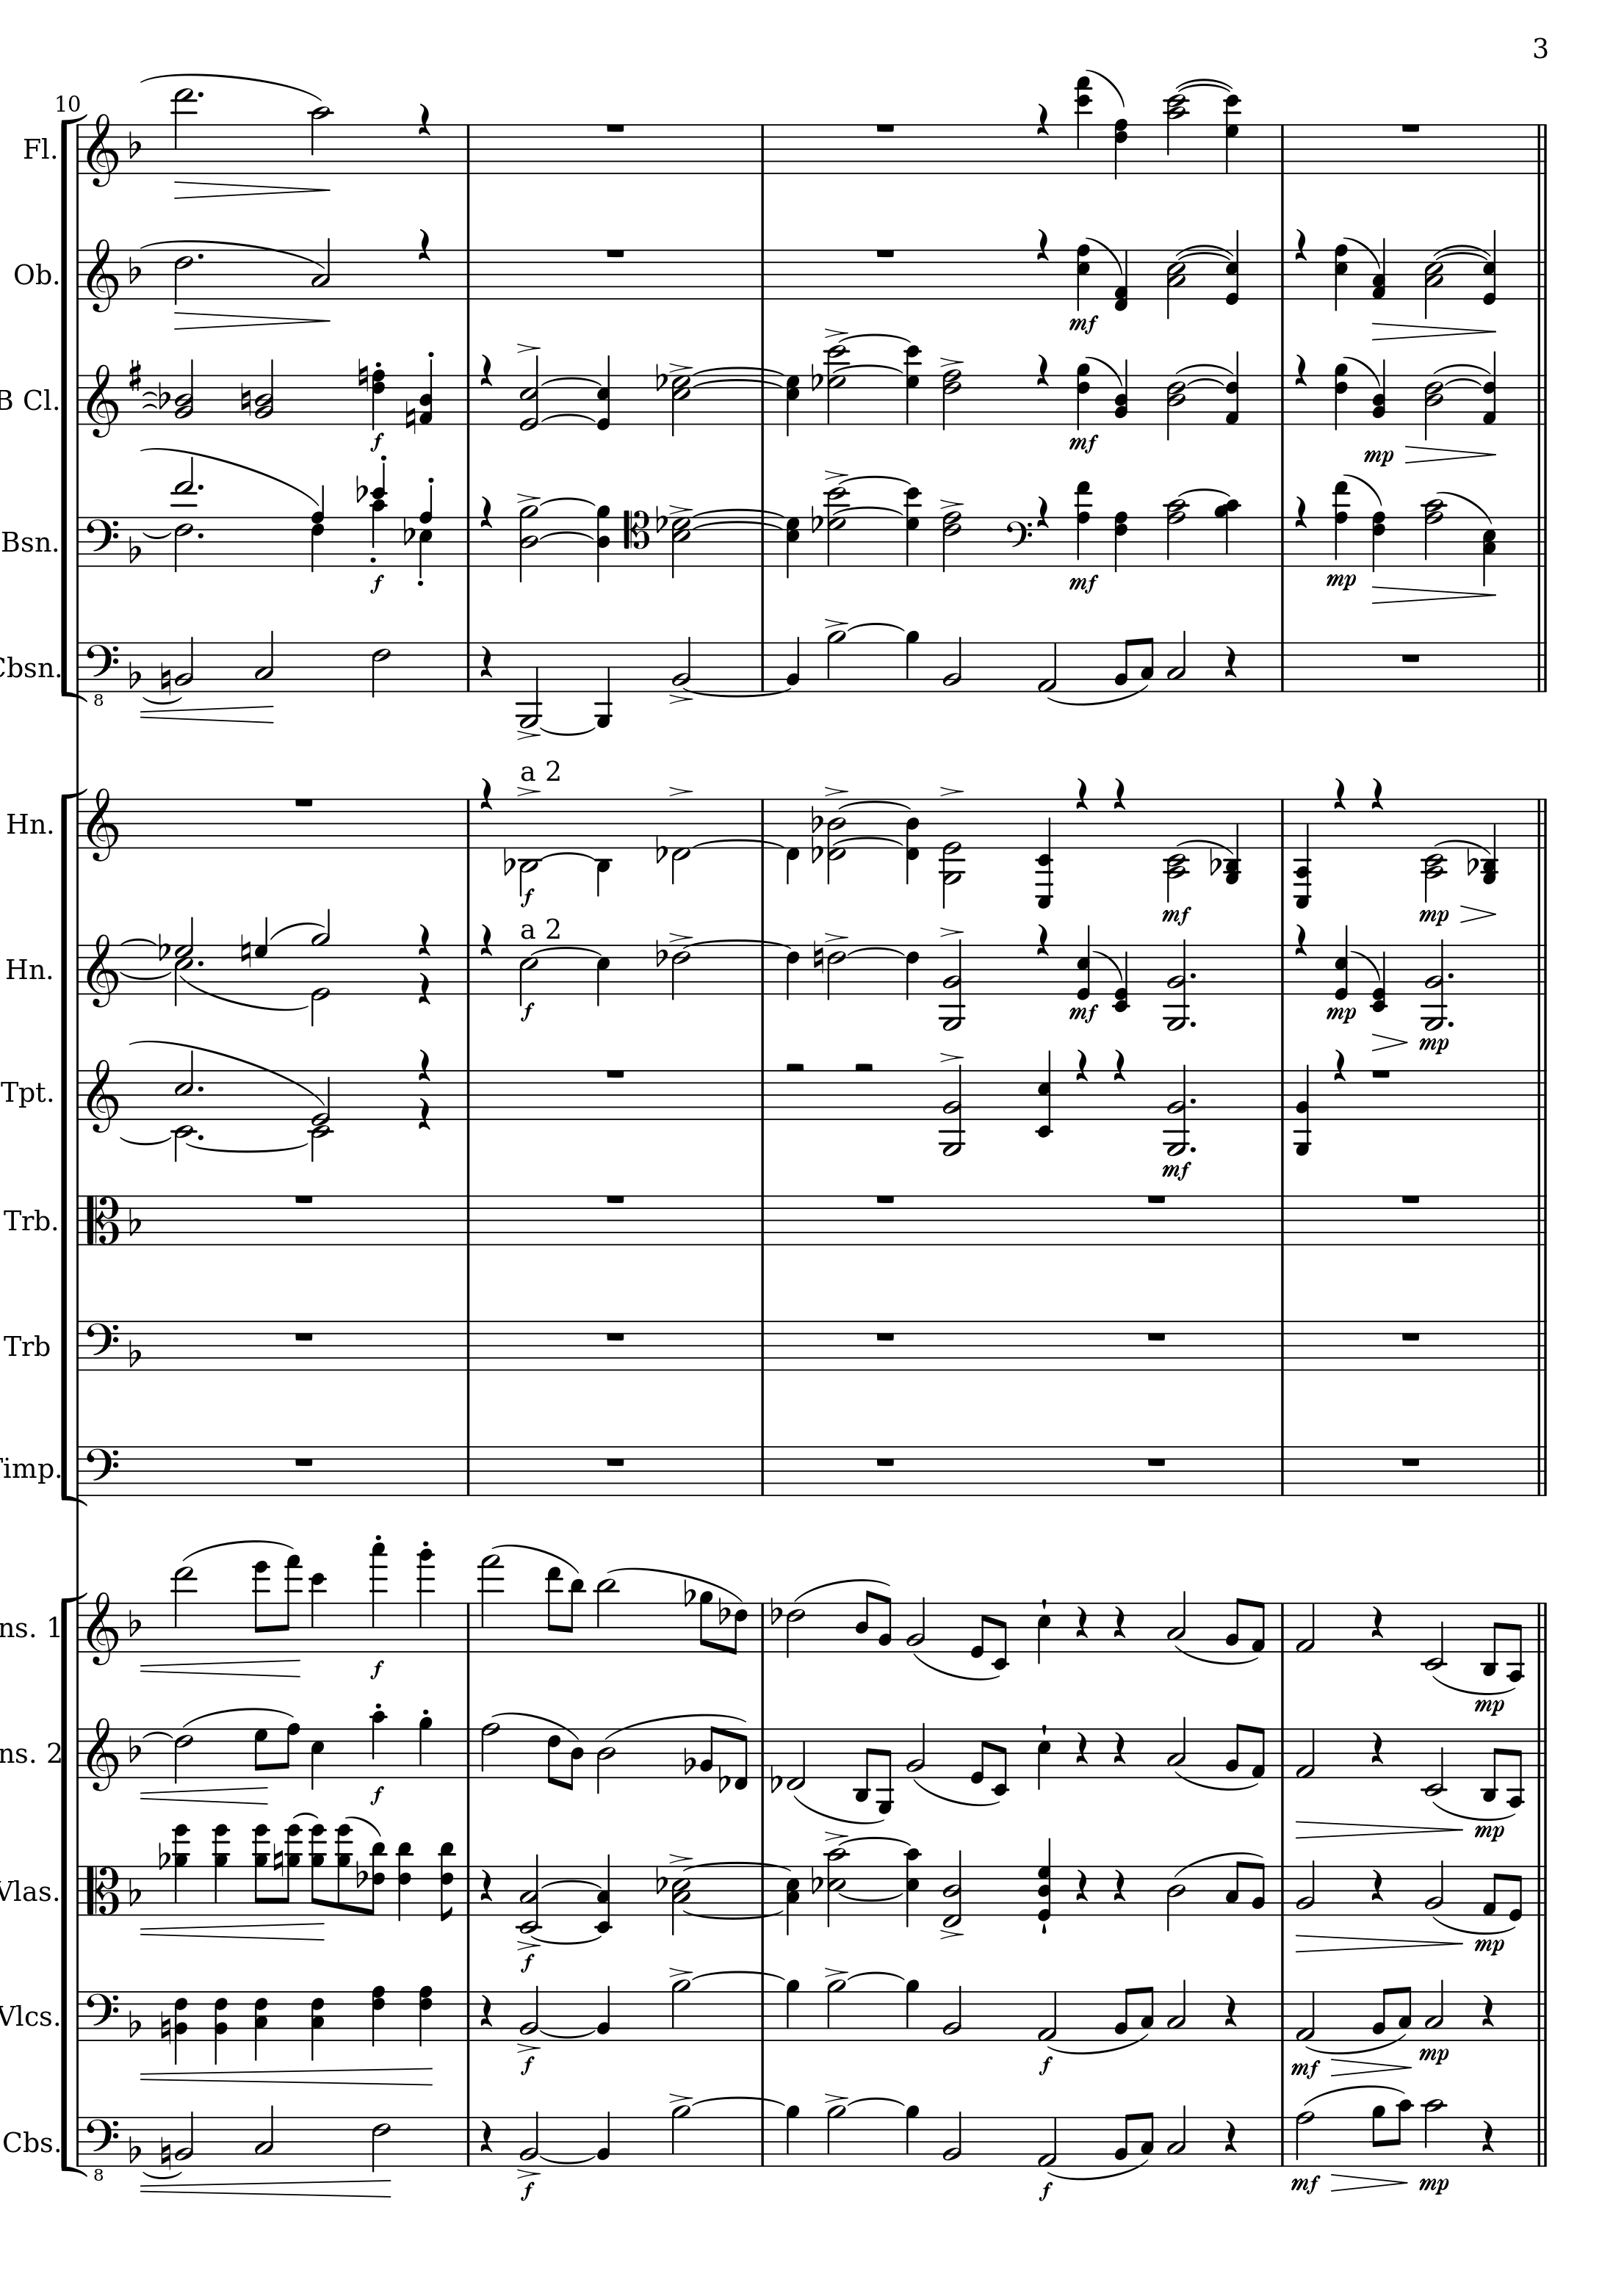 3
10
Fl.
Ob.
B Cl.
f
mf
mf
mp
Bsn.
f
mf
mp
Cbsn.
8
a 2
Hn.
f
mf
mp
a 2
Hn.
f
mf
mp
mp
Tpt.
mf
Trb.
Trb
Timp.
ns. 1
f
mp
ns. 2
f
mp
Vlas.
f
mp
Vlcs.
f
f
mf
mp
Cbs.
8
f
f
mf
mp